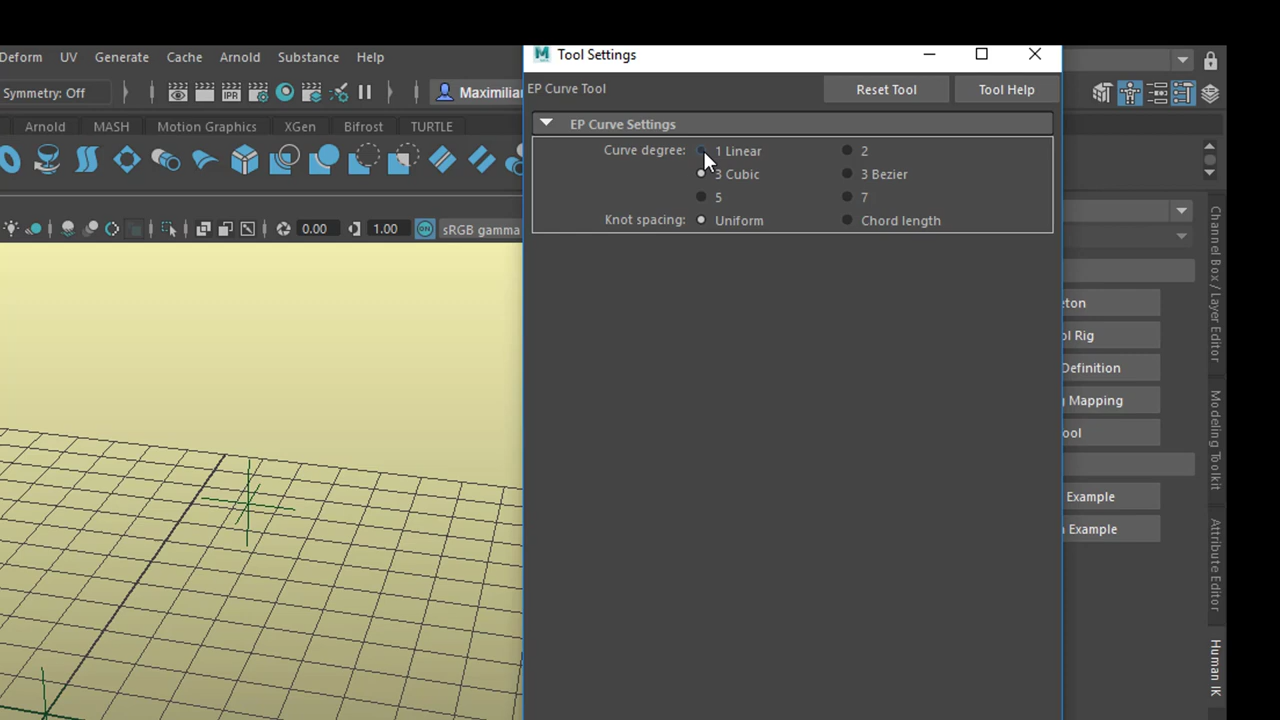 Deform UV Generate Cache Arnold Substance Help
Tool Settings
Symmetry: Off
IPR
Maximilian
EP Curve Tool
Reset Tool
Tool Help
Arnold MASH Motion Graphics XGen Bifrost TURTLE
EP Curve Settings
Curve degree: 1 Linear 2
3 Cubic 3 Bezier
5 7
Knot spacing: Uniform Chord length
0.00 1.00 sRGB gamma
eton
ol Rig
Definition
Mapping
ool
Example
Example
Channel Box / Layer Editor
Modeling Toolkit
Attribute Editor
Human IK